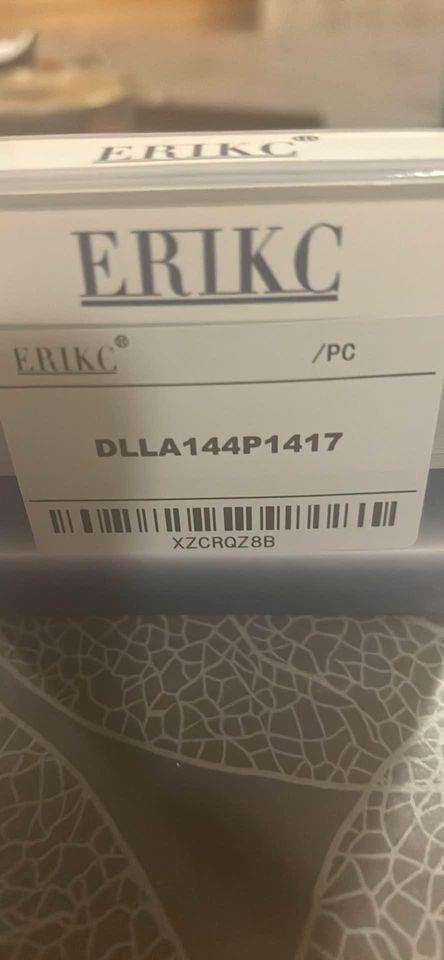 ERIKC®
ERIKC
ERIKC® /PC
DLLA144P1417
XZCRQZ8B